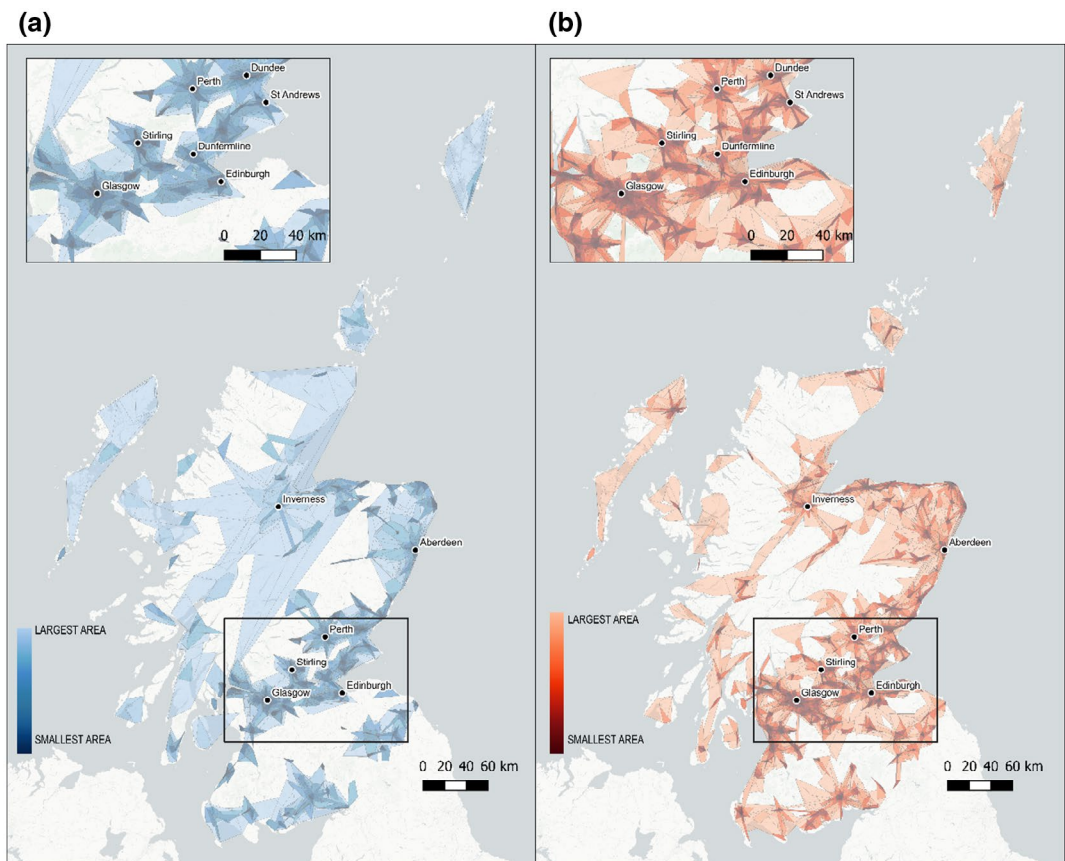 (a)
Dundee
Perth
St Andrews
Stirling
Dunfermline
Edinburgh
Glasgow
0 20 40 km
Inverness
Aberdeen
LARGEST AREA
SMALLEST AREA
Perth
Stirling
Glasgow
Edinburgh
0 20 40 60 km
(b)
Dundee
Perth
St Andrews
Stirling
Dunfermline
Edinburgh
Glasgow
0 20 40 km
Inverness
Aberdeen
LARGEST AREA
SMALLEST AREA
Perth
Stirling
Glasgow
Edinburgh
0 20 40 60 km